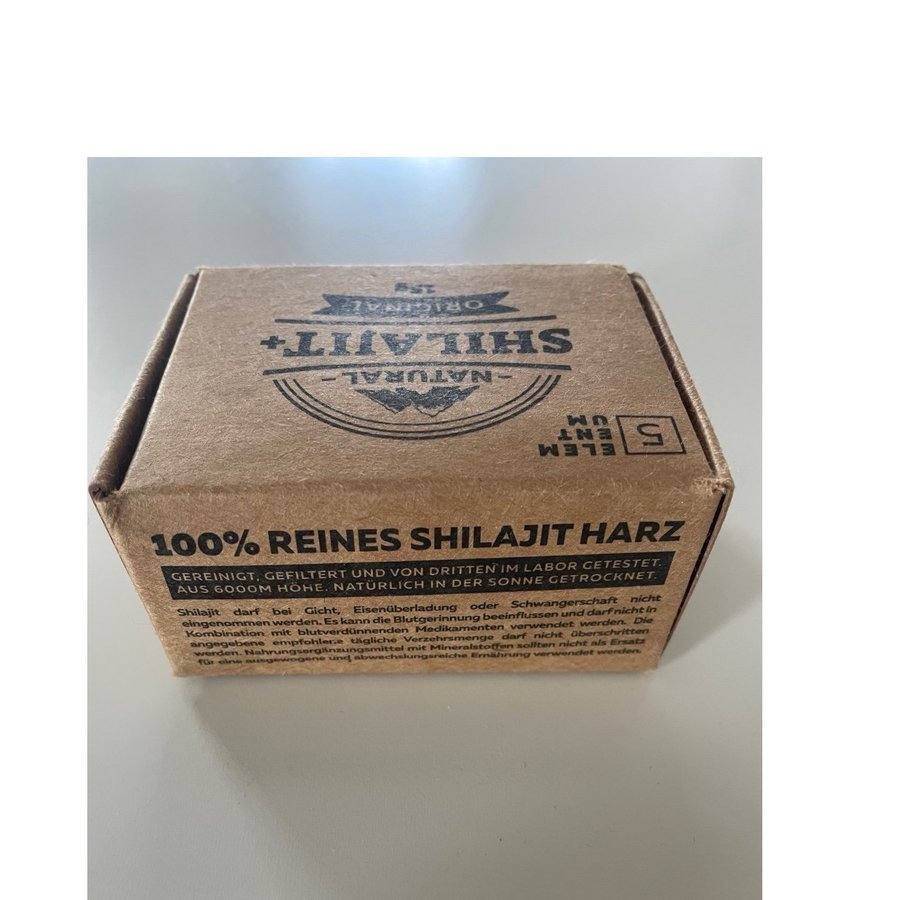 15g
ORIGINAL
SHILAJIT+
- NATURAL -
5
ELEM
ENT
UM
100% REINES SHILAJIT HARZ
GEREINIGT, GEFILTERT UND VON DRITTEN IM LABOR GETESTET.
AUS 6000M HÖHE. NATÜRLICH IN DER SONNE GETROCKNET.
Shilajit darf bei Gicht, Eisenüberladung oder Schwangerschaft nicht
eingenommen werden. Es kann die Blutgerinnung beeinflussen und darf nicht in
Kombination mit blutverdünnenden Medikamenten verwendet werden. Die
angegebene empfohlene tägliche Verzehrsmenge darf nicht überschritten
werden. Nahrungsergänzungsmittel mit Mineralstoffen sollten nicht als Ersatz
für eine ausgewogene und abwechslungsreiche Ernährung verwendet werden.